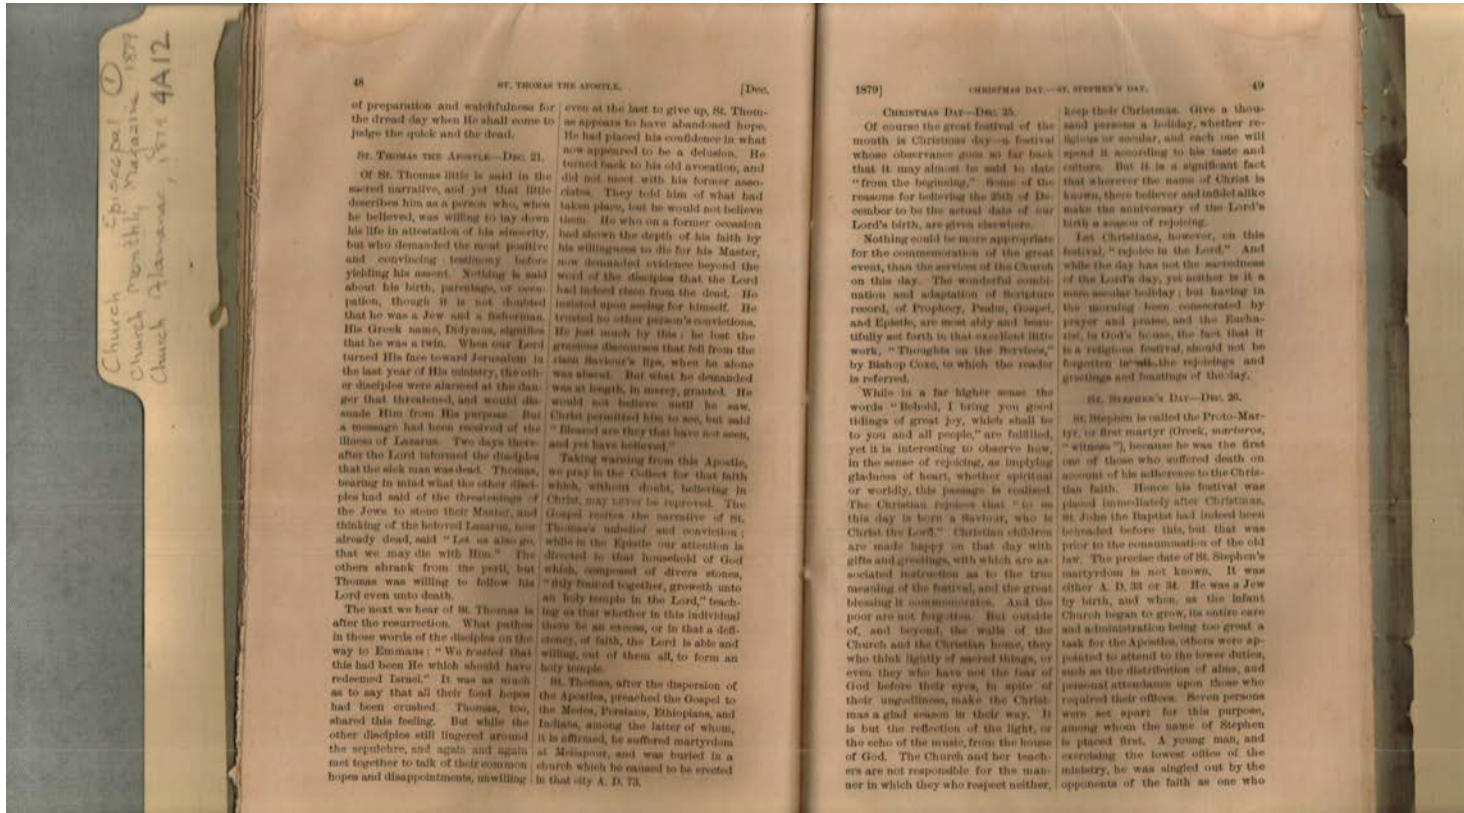 Church Episcopal ①
Church monthly Magazine 1879
Church Almanac, 1879 4A12
48
ST. THOMAS THE APOSTLE.
[Dec.
of preparation and watchfulness for
the dread day when He shall come to
judge the quick and the dead.
ST. THOMAS THE APOSTLE—DEC. 21.
Of St. Thomas little is said in the
sacred narrative, and yet that little
describes him as a person who, when
he believed, was willing to lay down
his life in attestation of his sincerity,
but who demanded the most positive
and convincing testimony before
yielding his assent. Nothing is said
about his birth, parentage, or occu-
pation, though it is not doubted
that he was a Jew and a fisherman.
His Greek name, Didymus, signifies
that he was a twin. When our Lord
turned His face toward Jerusalem in
the last year of His ministry, the oth-
er disciples were alarmed at the dan-
ger that threatened, and would dis-
suade Him from His purpose. But
a message had been received of the
illness of Lazarus. Two days there-
after the Lord informed the disciples
that the sick man was dead. Thomas,
bearing in mind what the other disci-
ples had said of the threatenings of
the Jews to stone their Master, and
thinking of the beloved Lazarus, now
already dead, said "Let us also go,
that we may die with Him." The
others shrank from the peril, but
Thomas was willing to follow his
Lord even unto death.
The next we hear of St. Thomas is
after the resurrection. What pathos
in those words of the disciples on the
way to Emmaus: "We trusted that
this had been He which should have
redeemed Israel." It was as much
as to say that all their fond hopes
had been crushed. Thomas, too,
shared this feeling. But while the
other disciples still lingered around
the sepulchre, and again and again
met together to talk of their common
hopes and disappointments, unwilling
even at the last to give up, St. Thom-
as appears to have abandoned hope.
He had placed his confidence in what
now appeared to be a delusion. He
turned back to his old avocation, and
did not meet with his former asso-
ciates. They told him of what had
taken place, but he would not believe
them. He who on a former occasion
had shown the depth of his faith by
his willingness to die for his Master,
now demanded evidence beyond the
word of the disciples that the Lord
had indeed risen from the dead. He
insisted upon seeing for himself. He
trusted no other person's convictions.
He lost much by this: he lost the
gracious discourses that fell from the
risen Saviour's lips, when he alone
was absent. But what he demanded
was at length, in mercy, granted. He
would not believe until he saw.
Christ permitted him to see, but said
"Blessed are they that have not seen,
and yet have believed."
Taking warning from this Apostle,
we pray in the Collect for that faith
which, without doubt, believing in
Christ, may never be reproved. The
Gospel recites the narrative of St.
Thomas's unbelief and conviction;
while in the Epistle our attention is
directed to that household of God
which, composed of divers stones,
"fitly framed together, groweth unto
an holy temple in the Lord," teach-
ing us that whether in this individual
there be an excess, or in that a defi-
ciency, of faith, the Lord is able and
willing, out of them all, to form an
holy temple.
St. Thomas, after the dispersion of
the Apostles, preached the Gospel to
the Medes, Persians, Ethiopians, and
Indians, among the latter of whom,
it is affirmed, he suffered martyrdom
at Meliapour, and was buried in a
church which he caused to be erected
in that city A. D. 73.
1879]
CHRISTMAS DAY.—ST. STEPHEN'S DAY.
49
CHRISTMAS DAY—DEC. 25.
Of course the great festival of the
month is Christmas day—a festival
whose observance goes so far back
that it may almost be said to date
"from the beginning." Some of the
reasons for believing the 25th of De-
cember to be the actual date of our
Lord's birth, are given elsewhere.
Nothing could be more appropriate
for the commemoration of the great
event, than the services of the Church
on this day. The wonderful combi-
nation and adaptation of Scripture
record, of Prophecy, Psalm, Gospel,
and Epistle, are most ably and beau-
tifully set forth in that excellent little
work, "Thoughts on the Services,"
by Bishop Coxe, to which the reader
is referred.
While in a far higher sense the
words "Behold, I bring you good
tidings of great joy, which shall be
to you and all people," are fulfilled,
yet it is interesting to observe how,
in the sense of rejoicing, as implying
gladness of heart, whether spiritual
or worldly, this passage is realized.
The Christian rejoices that "to us
this day is born a Saviour, who is
Christ the Lord." Christian children
are made happy on that day with
gifts and greetings, with which are as-
sociated instruction as to the true
meaning of the festival, and the great
blessing it commemorates. And the
poor are not forgotten. But outside
of, and beyond, the walls of the
Church and the Christian home, they
who think lightly of sacred things, or
even they who have not the fear of
God before their eyes, in spite of
their ungodliness, make the Christ-
mas a glad season in their way. It
is but the reflection of the light, or
the echo of the music, from the house
of God. The Church and her teach-
ers are not responsible for the man-
ner in which they who respect neither,
keep their Christmas. Give a thou-
sand persons a holiday, whether re-
ligious or secular, and each one will
spend it according to his taste and
culture. But it is a significant fact
that wherever the name of Christ is
known, there believer and infidel alike
make the anniversary of the Lord's
birth a season of rejoicing.
Let Christians, however, on this
festival, "rejoice in the Lord." And
while the day has not the sacredness
of the Lord's day, yet neither is it a
mere secular holiday; but having in
the morning been consecrated by
prayer and praise, and the Eucha-
rist, in God's house, the fact that it
is a religious festival, should not be
forgotten in all the rejoicings and
greetings and feastings of the day.
ST. STEPHEN'S DAY—DEC. 26.
St. Stephen is called the Proto-Mar-
tyr, or first martyr (Greek, marturos,
"witness"), because he was the first
one of those who suffered death on
account of his adherence to the Chris-
tian faith. Hence his festival was
placed immediately after Christmas.
St. John the Baptist had indeed been
beheaded before this, but that was
prior to the consummation of the old
law. The precise date of St. Stephen's
martyrdom is not known. It was
either A. D. 33 or 34. He was a Jew
by birth, and when, as the infant
Church began to grow, its entire care
and administration being too great a
task for the Apostles, others were ap-
pointed to attend to the lower duties,
such as the distribution of alms, and
personal attendance upon those who
required their offices. Seven persons
were set apart for this purpose,
among whom the name of Stephen
is placed first. A young man, and
exercising the lowest office of the
ministry, he was singled out by the
opponents of the faith as one who